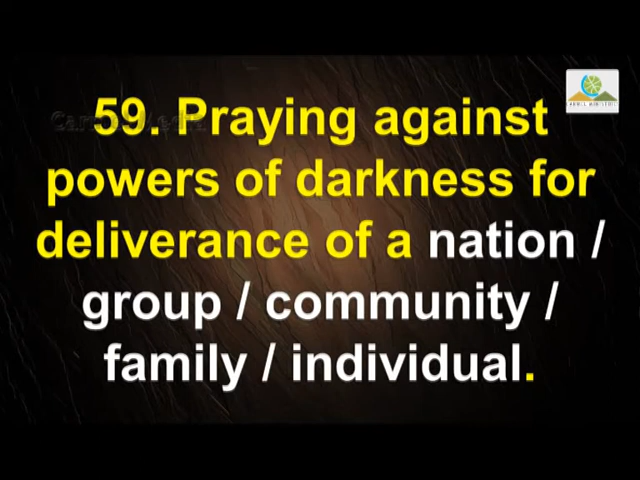 59. Praying against
powers of darkness for
deliverance of a nation /
group / community /
family / individual.